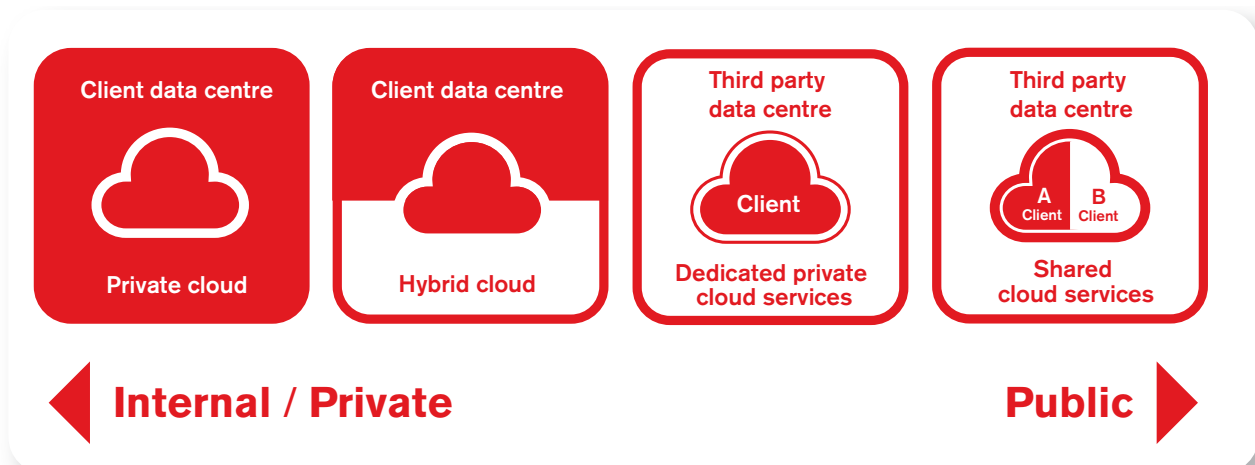 Client data centre
Private cloud
Client data centre
Hybrid cloud
Third party
data centre
Client
Dedicated private
cloud services
Third party
data centre
A
Client
B
Client
Shared
cloud services
Internal / Private
Public